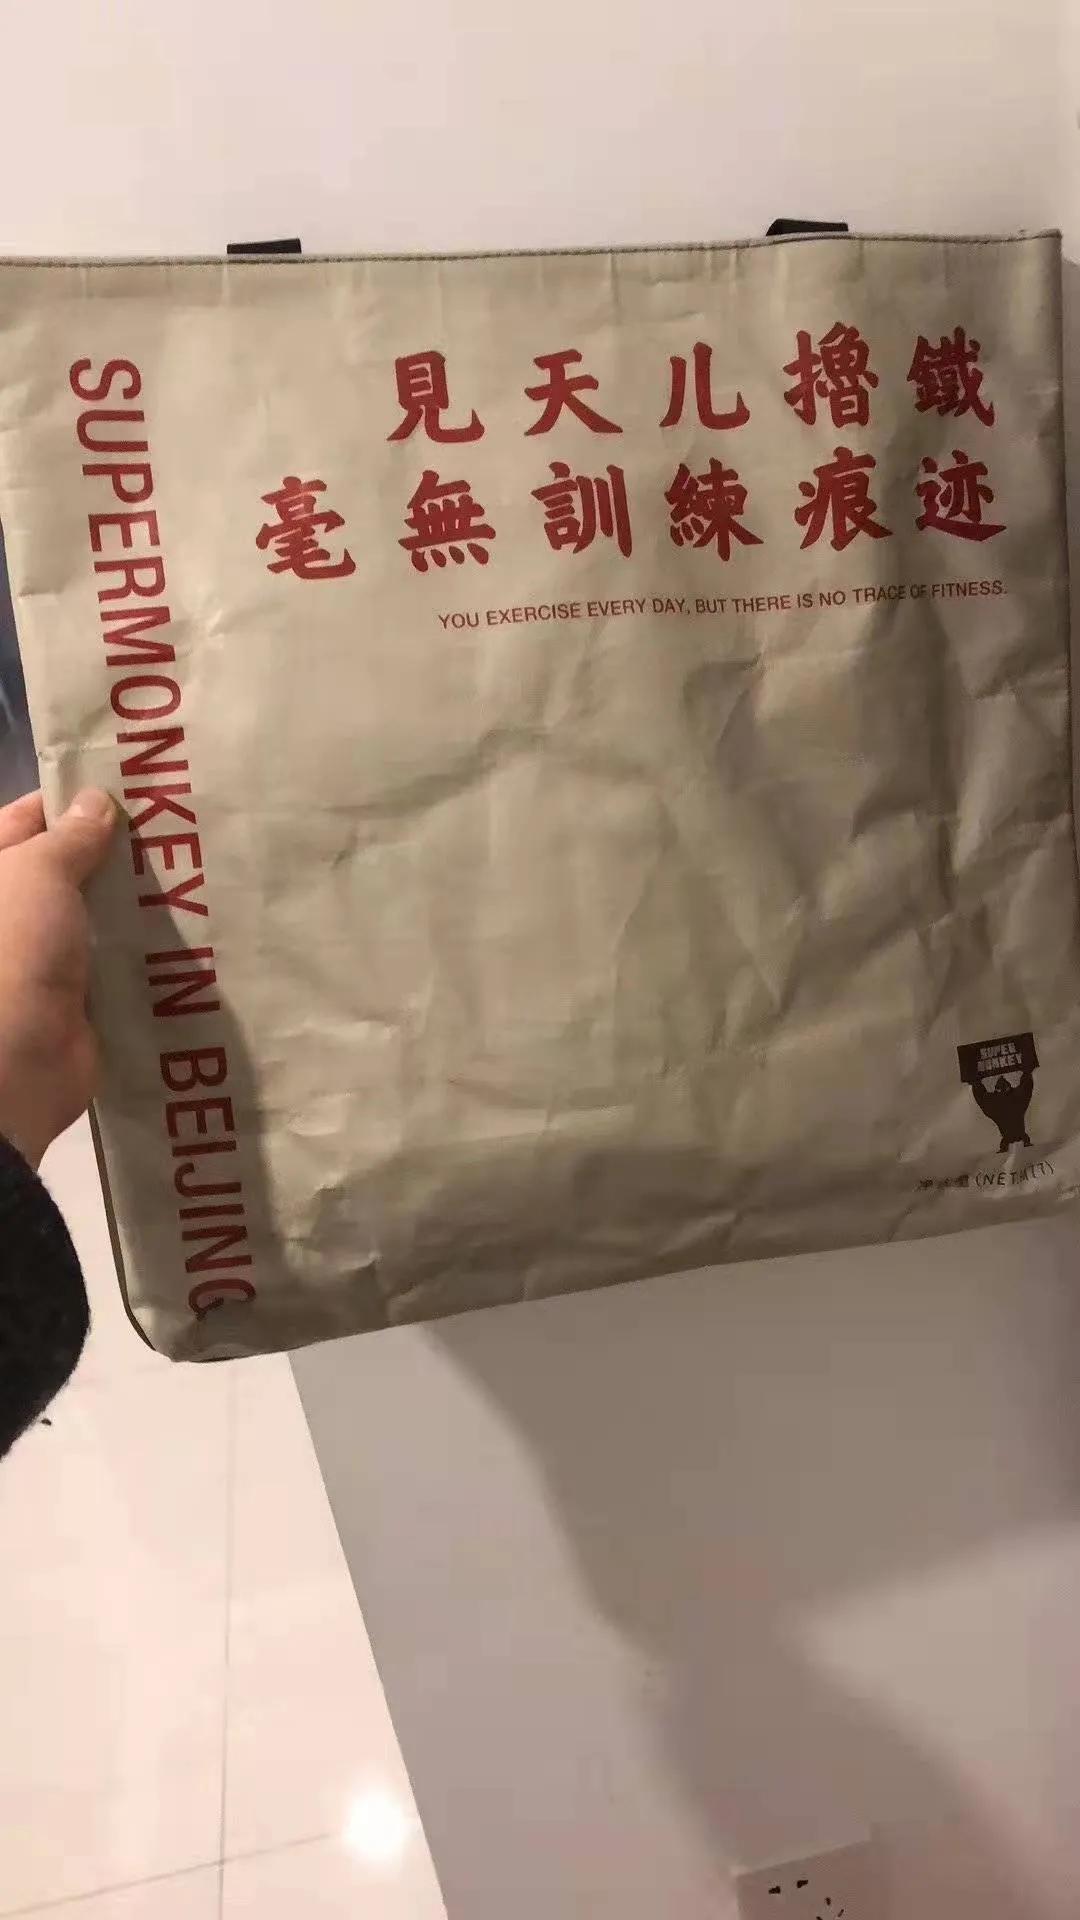 見天儿擼鐵
毫無訓練痕迹
YOU EXERCISE EVERY DAY, BUT THERE IS NO TRACE OF FITNESS.
SUPERMONKEY IN BEIJING
SUPER
MONKEY